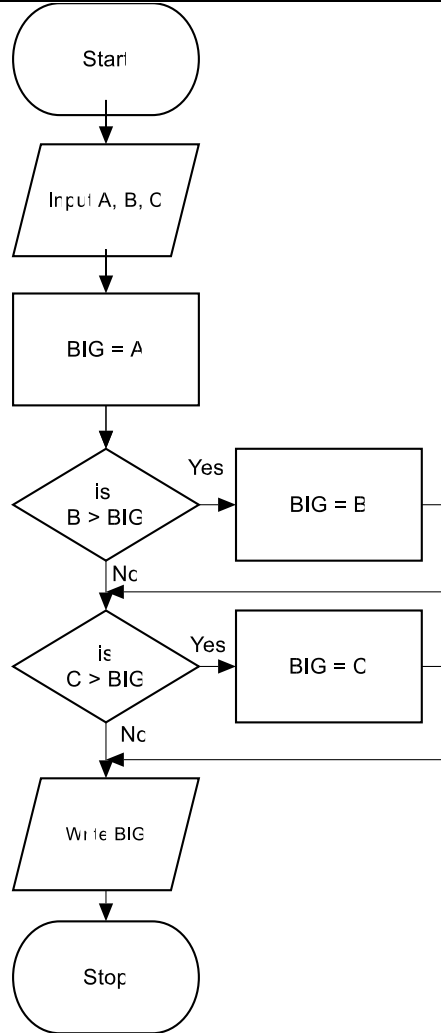 Start
Input A, B, C
BIG = A
Yes
is
B > BIG
BIG = B
No
Yes
is
C > BIG
BIG = C
No
Write BIG
Stop